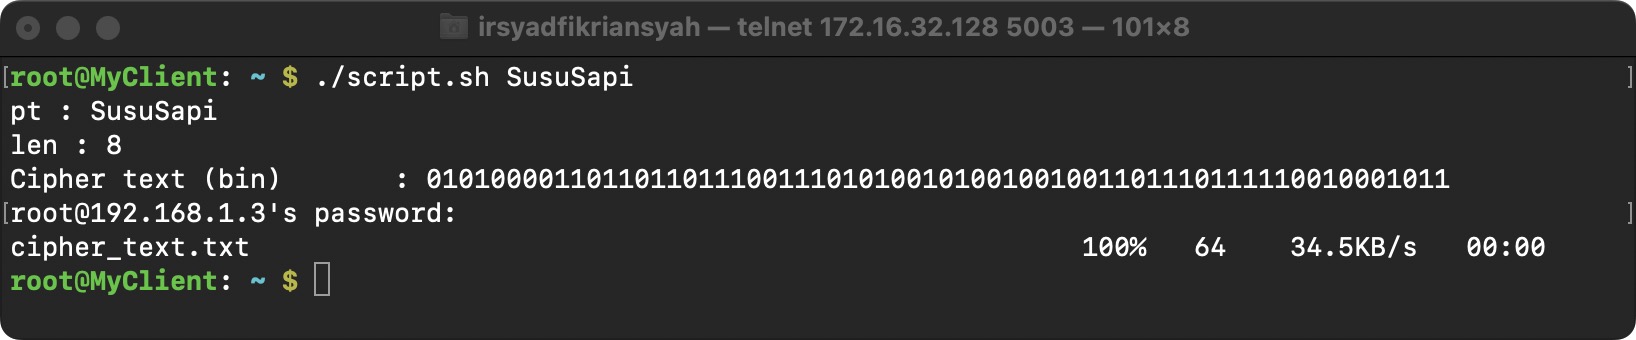 irsyadfikriansyah — telnet 172.16.32.128 5003 — 101×8
[root@MyClient: ~ $ ./script.sh SusuSapi ]
pt : SusuSapi
len : 8
Cipher text (bin) : 0101000011011011011100111010100101001001001101110111110010001011
[root@192.168.1.3's password: ]
cipher_text.txt 100% 64 34.5KB/s 00:00
root@MyClient: ~ $